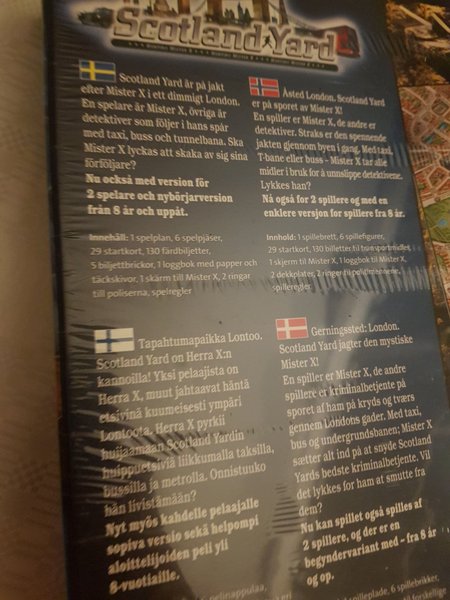 Scotland Yard
Scotland Yard är på jakt
efter Mister X i ett dimmigt London.
En spelare är Mister X, övriga är
detektiver som följer i hans spår
med taxi, buss och tunnelbana. Ska
Mister X lyckas att skaka av sig sina
förföljare?
Nu också med version för
2 spelare och nybörjarversion
från 8 år och uppåt.
Innehåll: 1 spelplan, 6 spelpjäser,
29 startkort, 130 färdbiljetter,
5 biljettbrickor, 1 loggbok med papper och
täckskivor, 1 skärm till Mister X, 2 ringar
till poliserna, spelregler
Åsted London. Scotland Yard
er på sporet av Mister X!
En spiller er Mister X, de andre er
detektiver. Straks er den spennende
jakten gjennom byen i gang. Med taxi,
T-bane eller buss - Mister X tar alle
midler i bruk for å unnslippe detektivene.
Lykkes han?
Nå også for 2 spillere og med en
enklere versjon for spillere fra 8 år.
Innhold: 1 spillebrett, 6 spillefigurer,
29 startkort, 130 billetter til transportmidler,
1 skjerm til Mister X, 1 loggbok til Mister X,
2 dekkplater, 2 ringer til politimennene,
spilleregler
Tapahtumapaikka Lontoo.
Scotland Yard on Herra X:n
kannoilla! Yksi pelaajista on
Herra X, muut jahtaavat häntä
etsivinä kuumeisesti ympäri
Lontoota. Herra X pyrkii
huijaamaan Scotland Yardin
huippuetsiviä liikkumalla taksilla,
bussilla ja metrolla. Onnistuuko
hän livistämään?
Nyt myös kahdelle pelaajalle
sopiva versio sekä helpompi
aloittelijoiden peli yli
8-vuotiaille.
6 pelinappulaa,
Gerningssted: London.
Scotland Yard jagter den mystiske
Mister X!
En spiller er Mister X, de andre
spillere er kriminalbetjente på
sporet af ham på kryds og tværs
gennem Londons gader. Med taxi,
bus og undergrundsbanen; Mister X
sætter alt ind på at snyde Scotland
Yards bedste kriminalbetjente. Vil
det lykkes for ham at smutte fra
dem?
Nu kan spillet også spilles af
2 spillere, og der er en
begyndervariant med – fra 8 år
og op.
spilleplade, 6 spillebrikker,
til forskellige